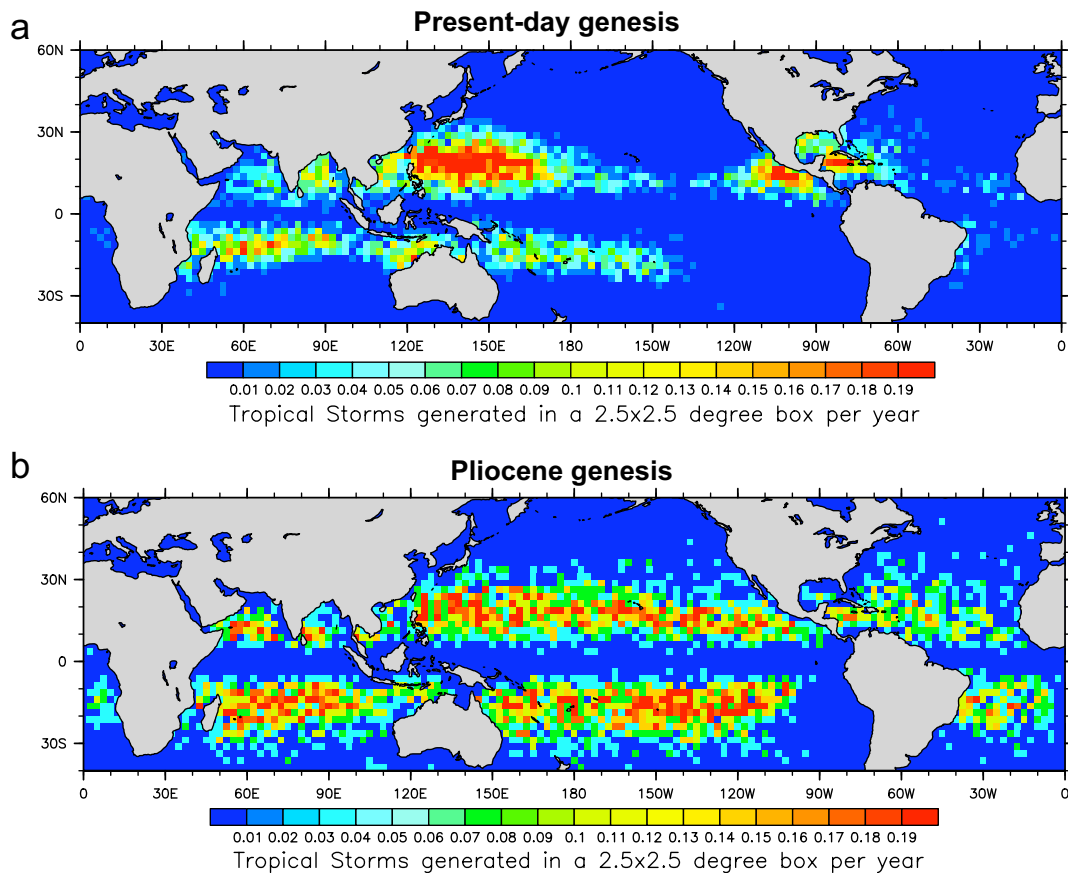 a
Present-day genesis
60N
30N
0
30S
0 30E 60E 90E 120E 150E 180 150W 120W 90W 60W 30W 0
0.01 0.02 0.03 0.04 0.05 0.06 0.07 0.08 0.09 0.1 0.11 0.12 0.13 0.14 0.15 0.16 0.17 0.18 0.19
Tropical Storms generated in a 2.5x2.5 degree box per year
b
Pliocene genesis
60N
30N
0
30S
0 30E 60E 90E 120E 150E 180 150W 120W 90W 60W 30W 0
0.01 0.02 0.03 0.04 0.05 0.06 0.07 0.08 0.09 0.1 0.11 0.12 0.13 0.14 0.15 0.16 0.17 0.18 0.19
Tropical Storms generated in a 2.5x2.5 degree box per year